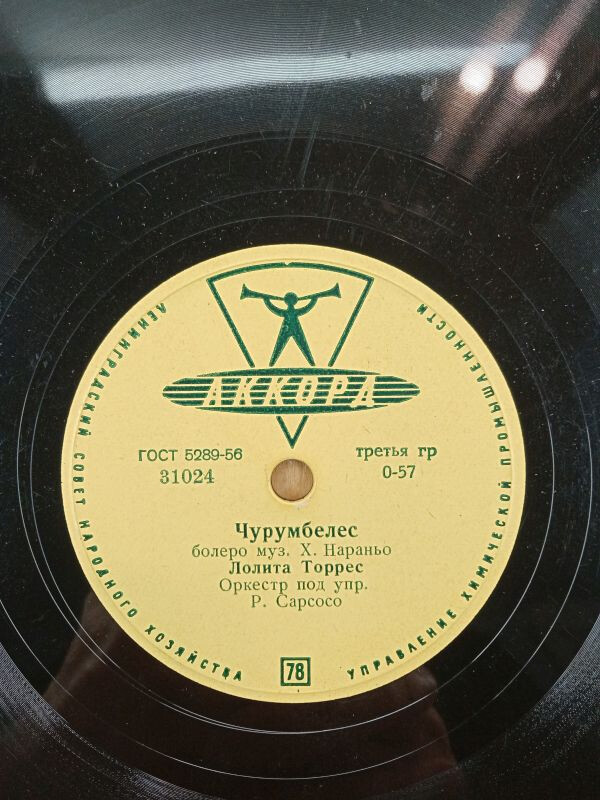 АККОРД
ЛЕНИНГРАДСКИЙ СОВЕТ НАРОДНОГО ХОЗЯЙСТВА
УПРАВЛЕНИЕ ХИМИЧЕСКОЙ ПРОМЫШЛЕННОСТИ
ГОСТ 5289-56
31024
третья гр
0-57
Чурумбелес
болеро муз. Х. Нараньо
Лолита Торрес
Оркестр под упр.
Р. Сарсосо
78